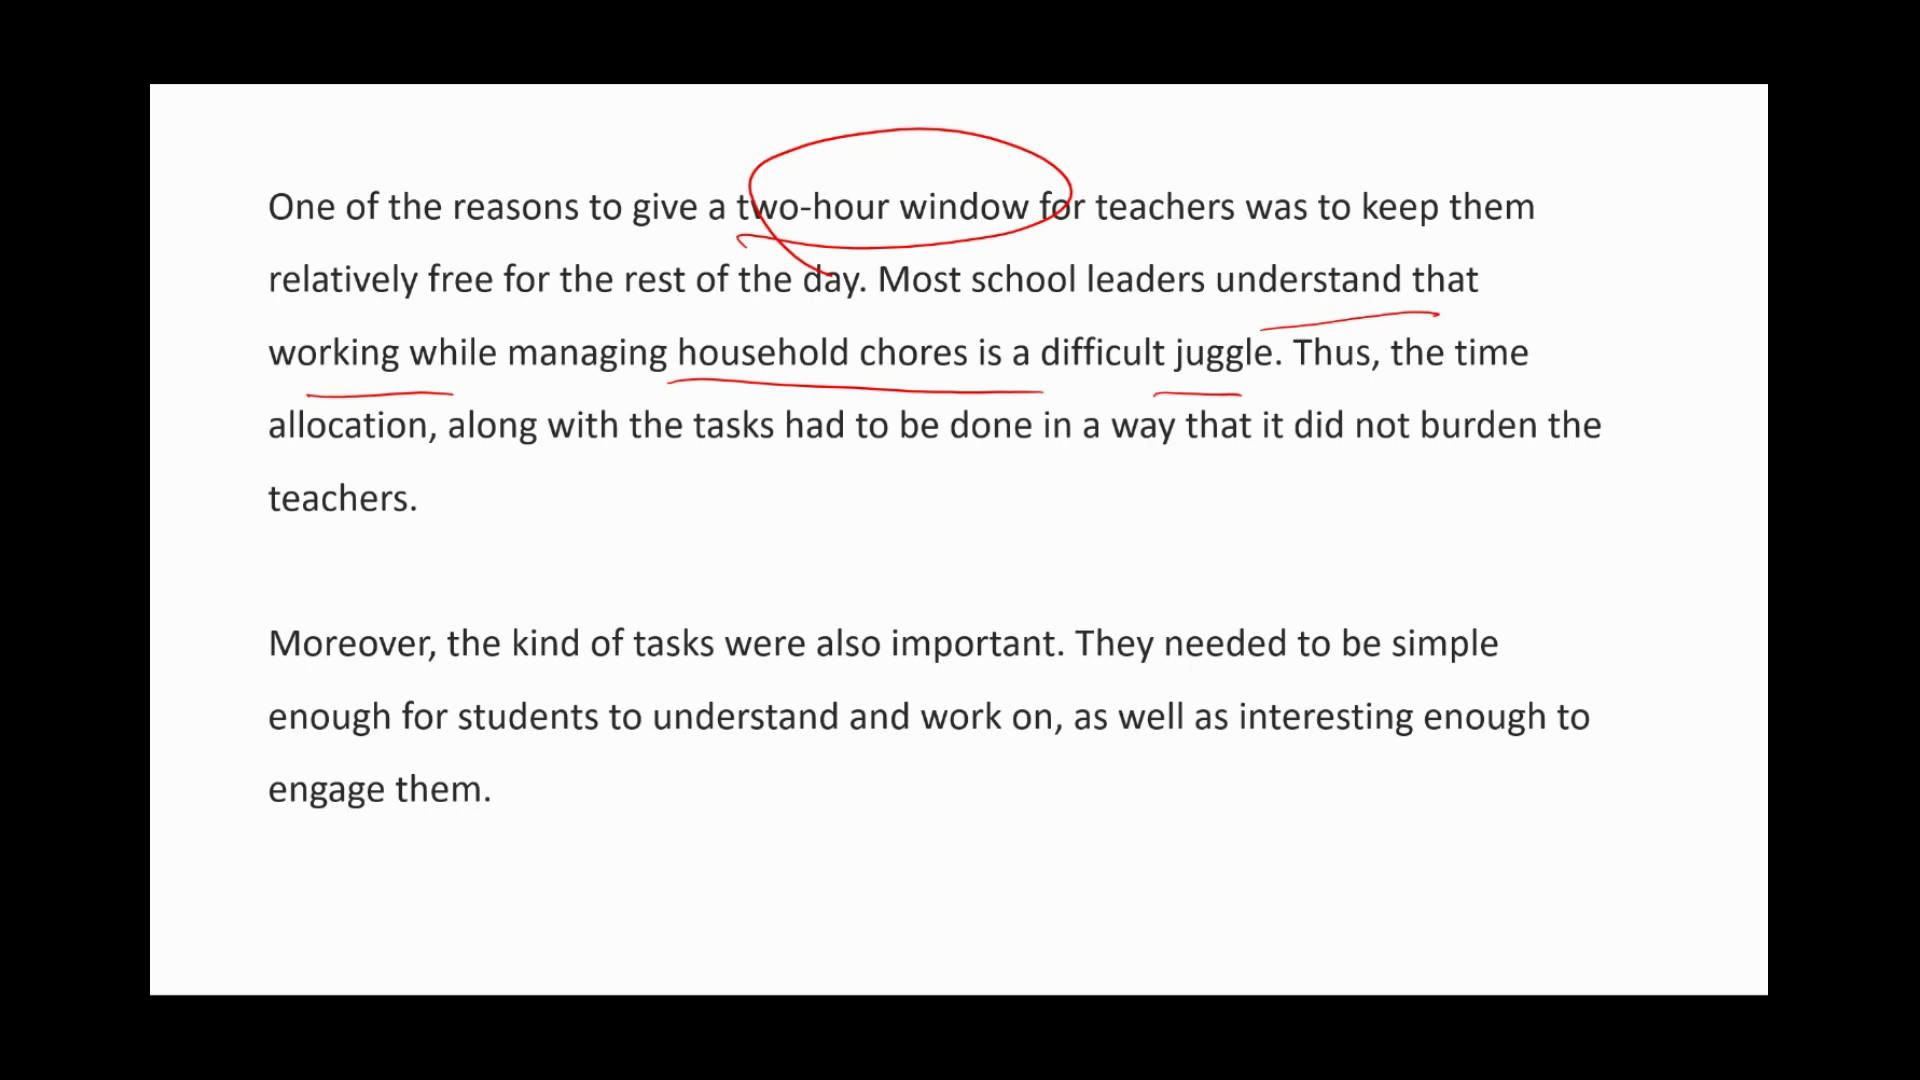 One of the reasons to give a two-hour window for teachers was to keep them
relatively free for the rest of the day. Most school leaders understand that
working while managing household chores is a difficult juggle. Thus, the time
allocation, along with the tasks had to be done in a way that it did not burden the
teachers.
Moreover, the kind of tasks were also important. They needed to be simple
enough for students to understand and work on, as well as interesting enough to
engage them.